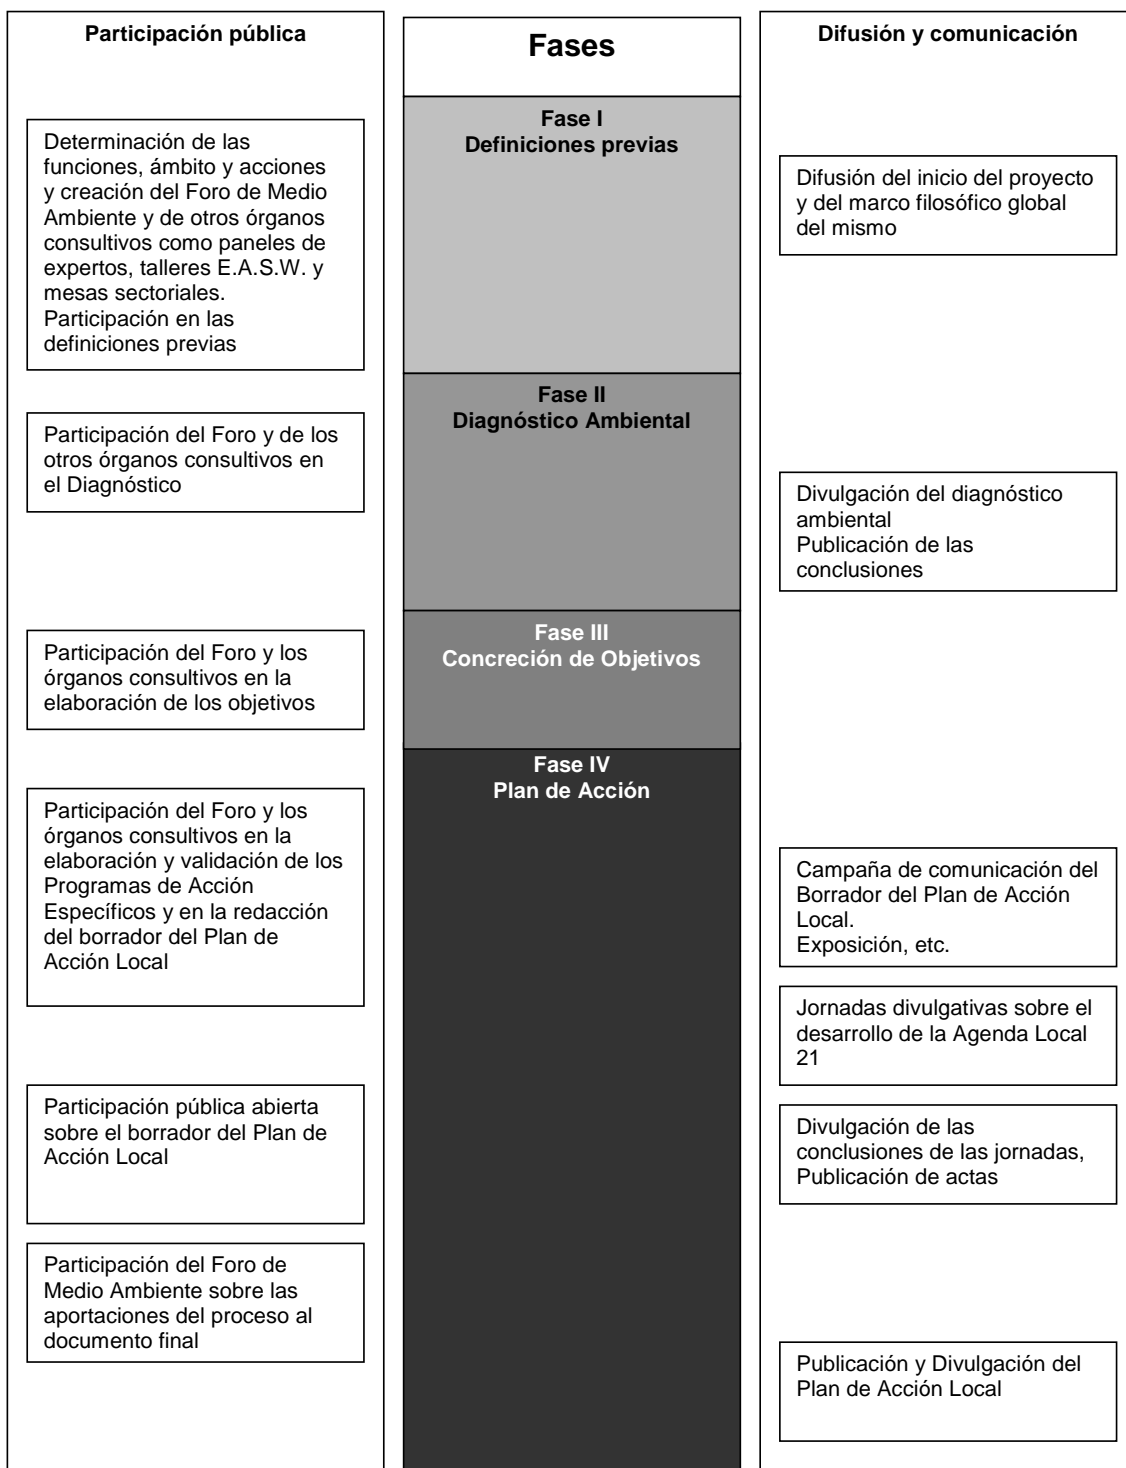 Participación pública
Determinación de las
funciones, ámbito y acciones
y creación del Foro de Medio
Ambiente y de otros órganos
consultivos como paneles de
expertos, talleres E.A.S.W. y
mesas sectoriales.
Participación en las
definiciones previas
Participación del Foro y de los
otros órganos consultivos en
el Diagnóstico
Participación del Foro y los
órganos consultivos en la
elaboración de los objetivos
Participación del Foro y los
órganos consultivos en la
elaboración y validación de los
Programas de Acción
Específicos y en la redacción
del borrador del Plan de
Acción Local
Participación pública abierta
sobre el borrador del Plan de
Acción Local
Participación del Foro de
Medio Ambiente sobre las
aportaciones del proceso al
documento final
Fases
Fase I
Definiciones previas
Fase II
Diagnóstico Ambiental
Fase III
Concreción de Objetivos
Fase IV
Plan de Acción
Difusión y comunicación
Difusión del inicio del proyecto
y del marco filosófico global
del mismo
Divulgación del diagnóstico
ambiental
Publicación de las
conclusiones
Campaña de comunicación del
Borrador del Plan de Acción
Local.
Exposición, etc.
Jornadas divulgativas sobre el
desarrollo de la Agenda Local
21
Divulgación de las
conclusiones de las jornadas,
Publicación de actas
Publicación y Divulgación del
Plan de Acción Local